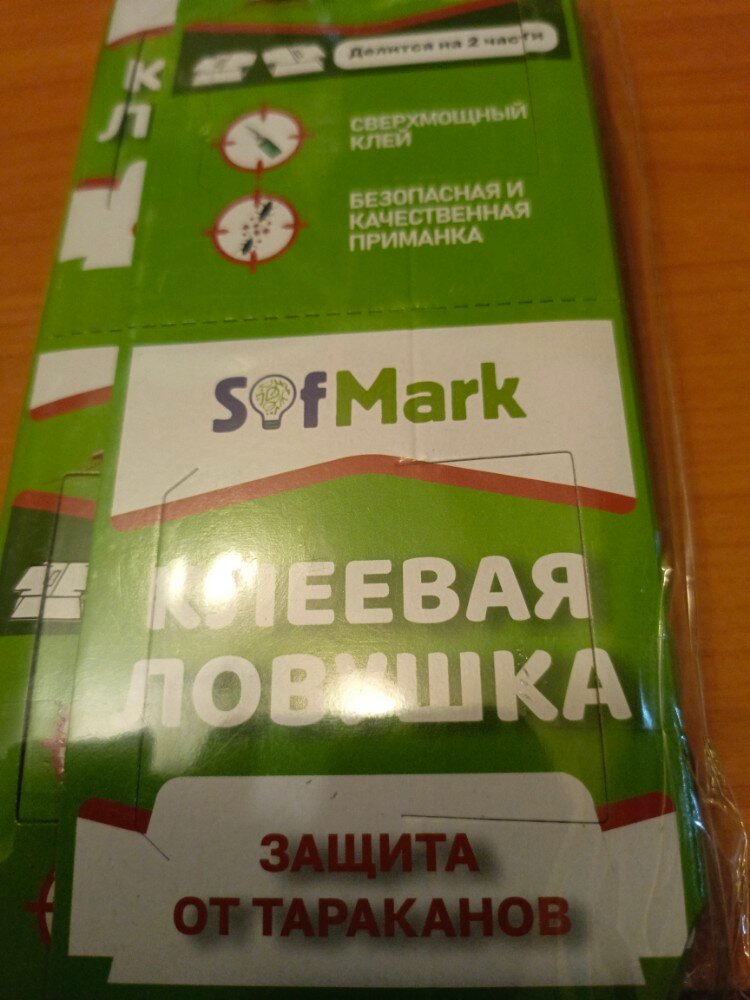 Делится на 2 части
СВЕРХМОЩНЫЙ
КЛЕЙ
БЕЗОПАСНАЯ И
КАЧЕСТВЕННАЯ
ПРИМАНКА
SofMark
КЛЕЕВАЯ
ЛОВУШКА
ЗАЩИТА
ОТ ТАРАКАНОВ
К
Л